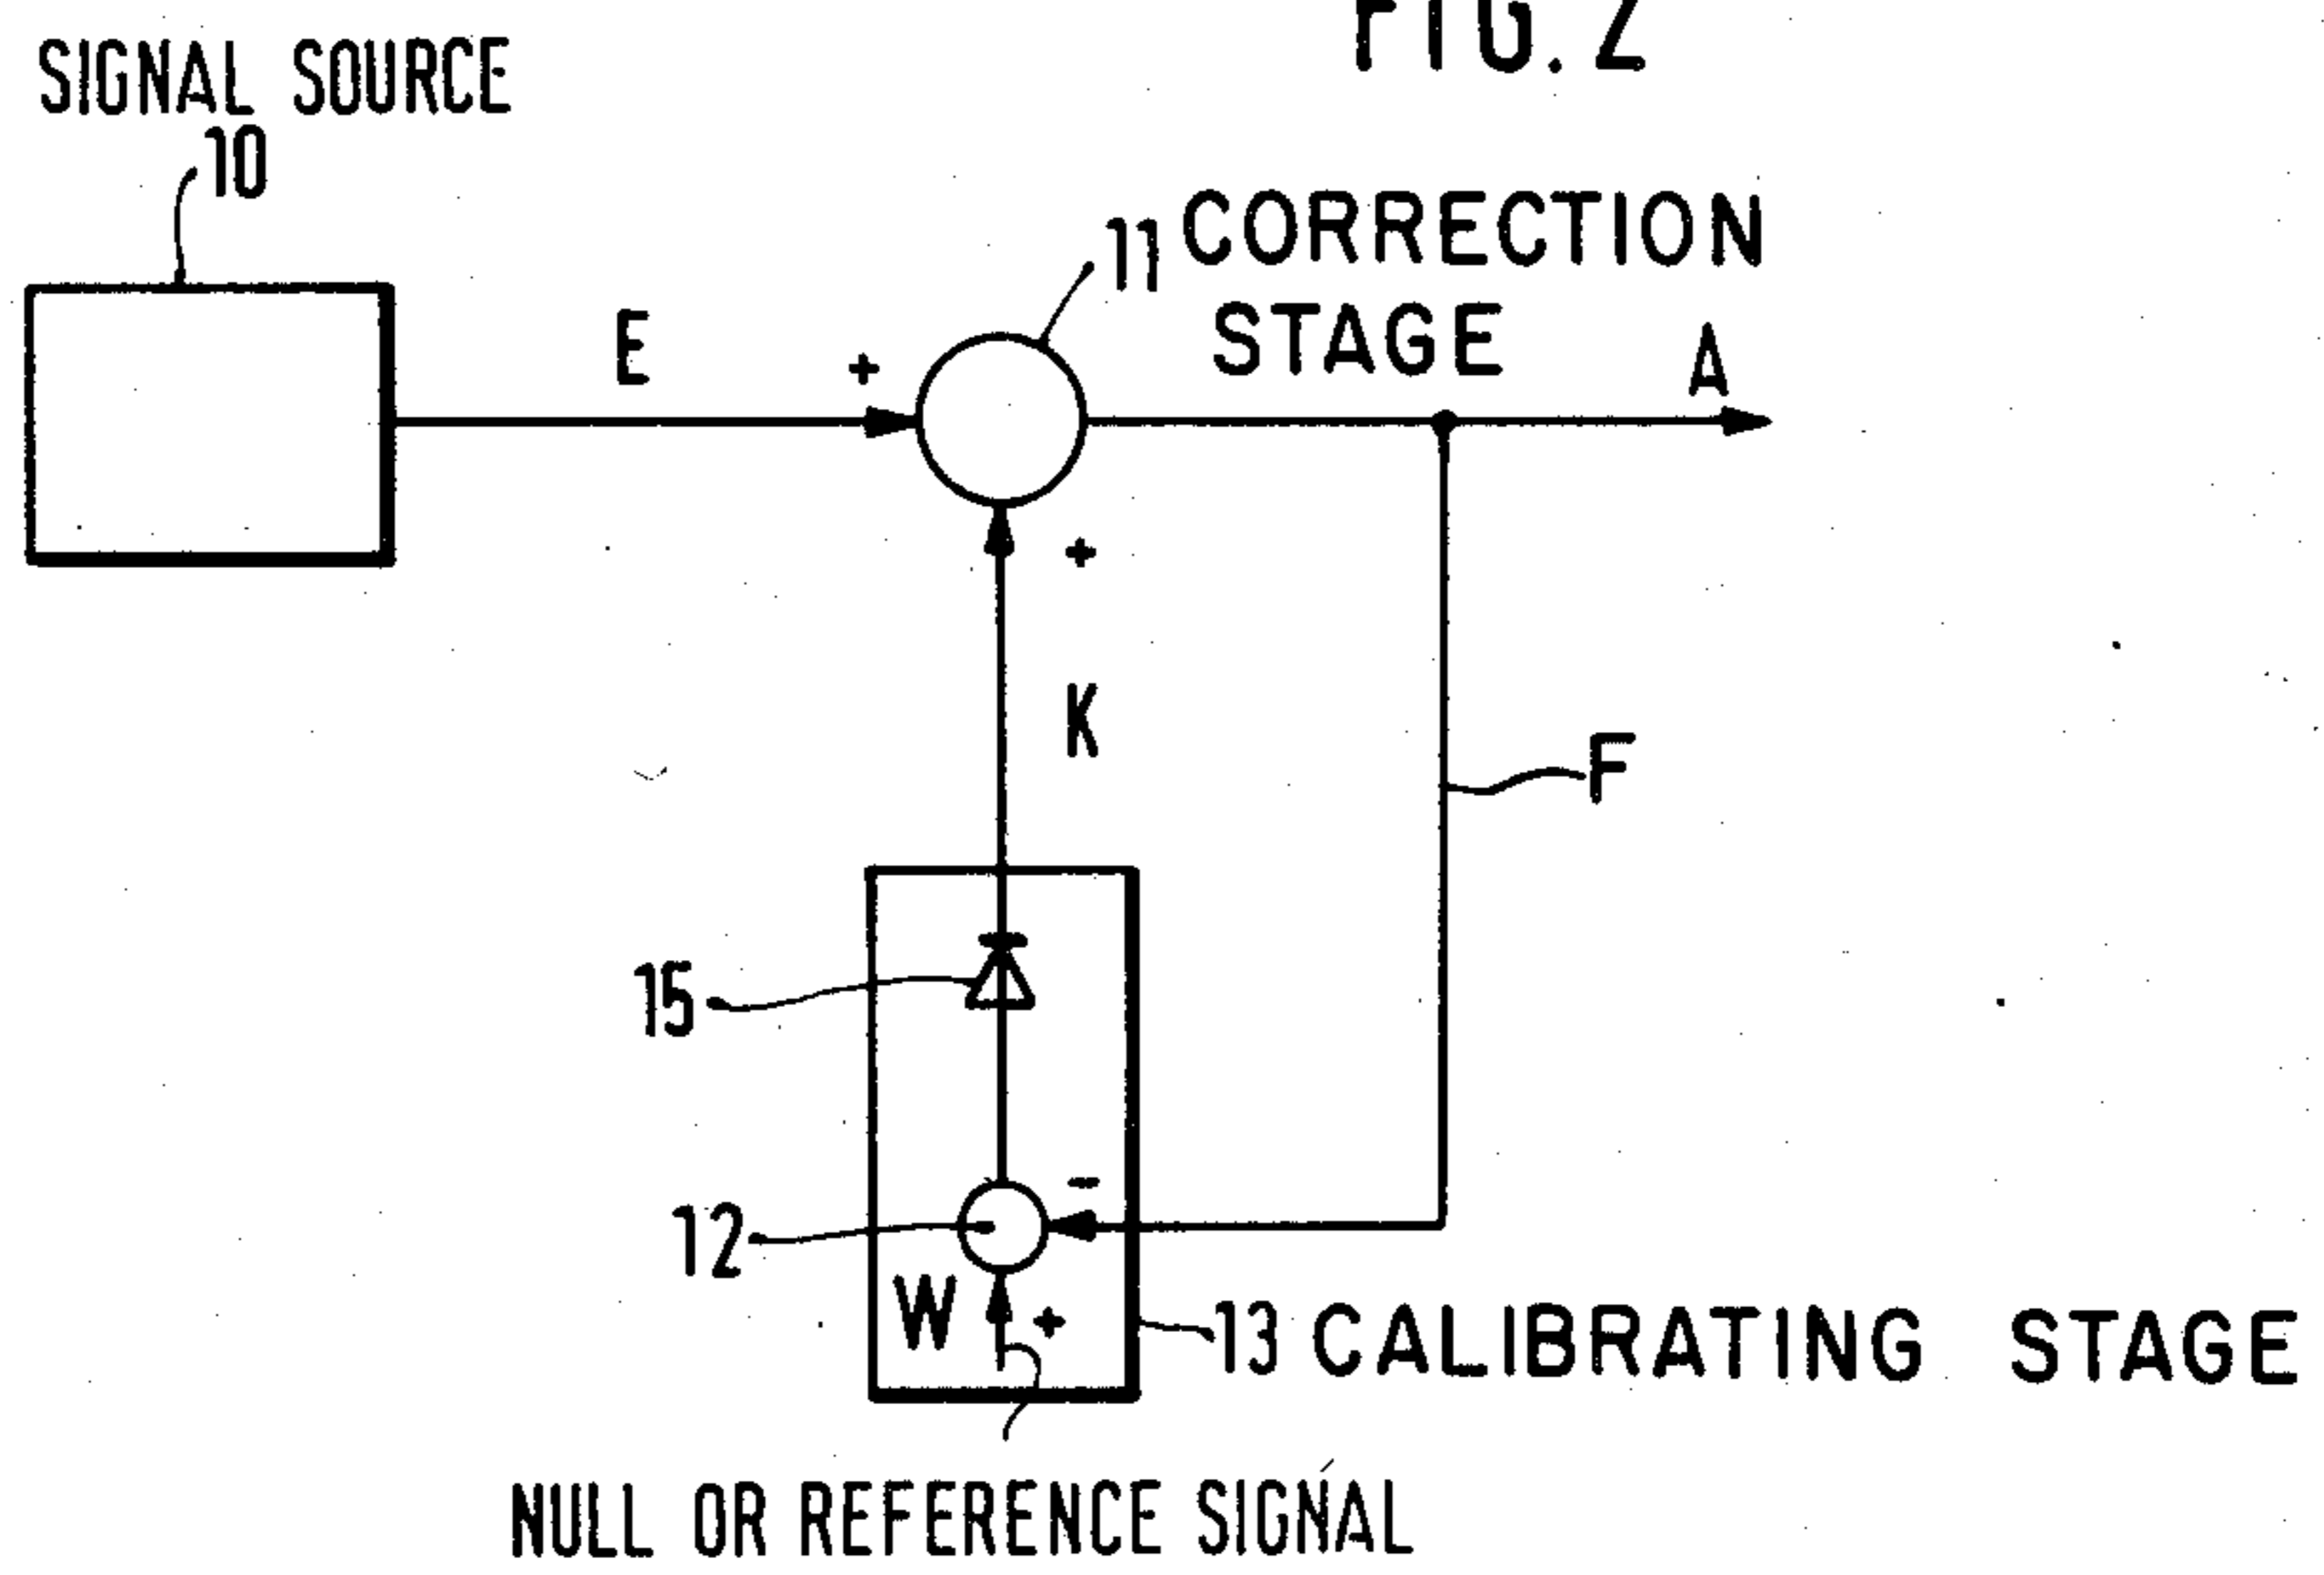 FIG. 2
SIGNAL SOURCE
10
11 CORRECTION
STAGE
E
+
A
+
K
F
15
12
-
W
+
13 CALIBRATING STAGE
NULL OR REFERENCE SIGNAL